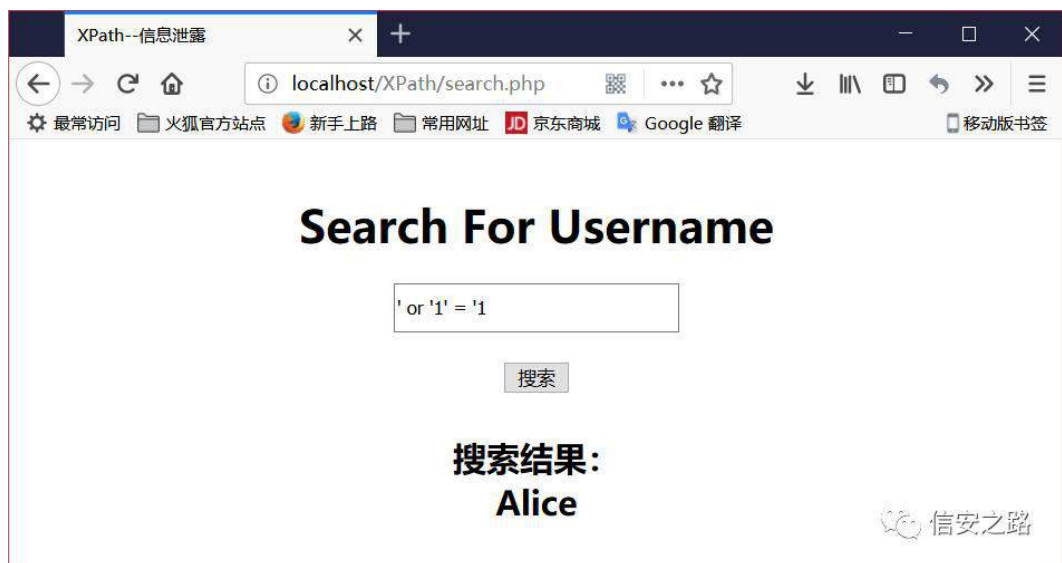 XPath--信息泄露
localhost/XPath/search.php
最常访问 火狐官方站点 新手上路 常用网址 JD 京东商城 Google 翻译 移动版书签
Search For Username
' or '1' = '1
搜索
搜索结果:
Alice
信安之路